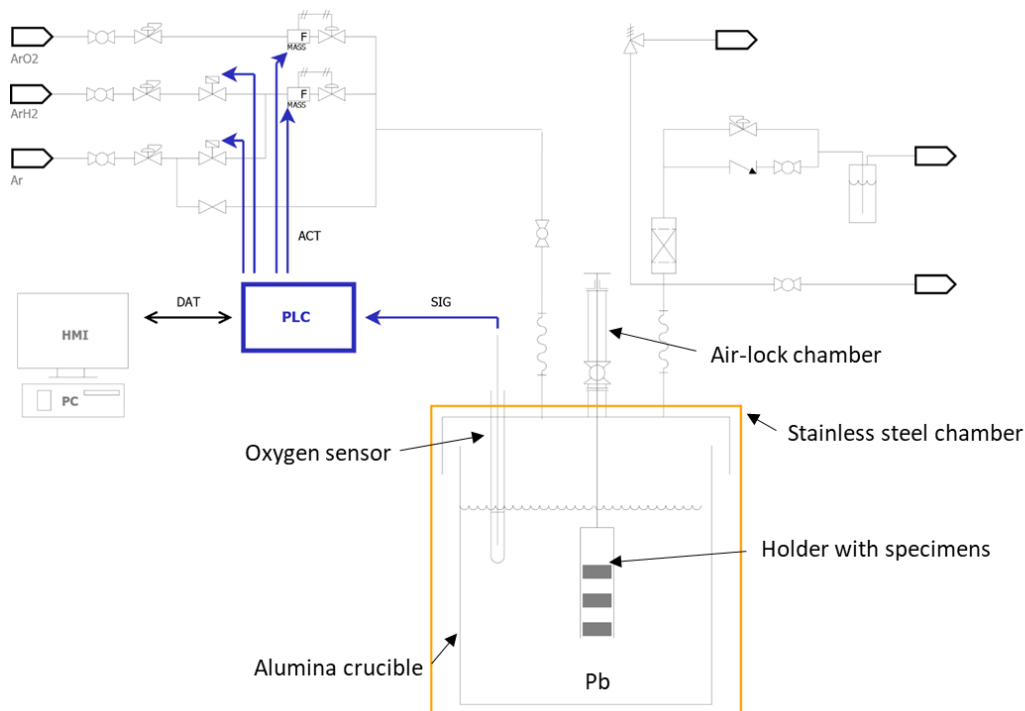 ArO2
F
MASS
ArH2
F
MASS
Ar
ACT
DAT
SIG
HMI
PLC
PC
Air-lock chamber
Stainless steel chamber
Oxygen sensor
Holder with specimens
Alumina crucible
Pb